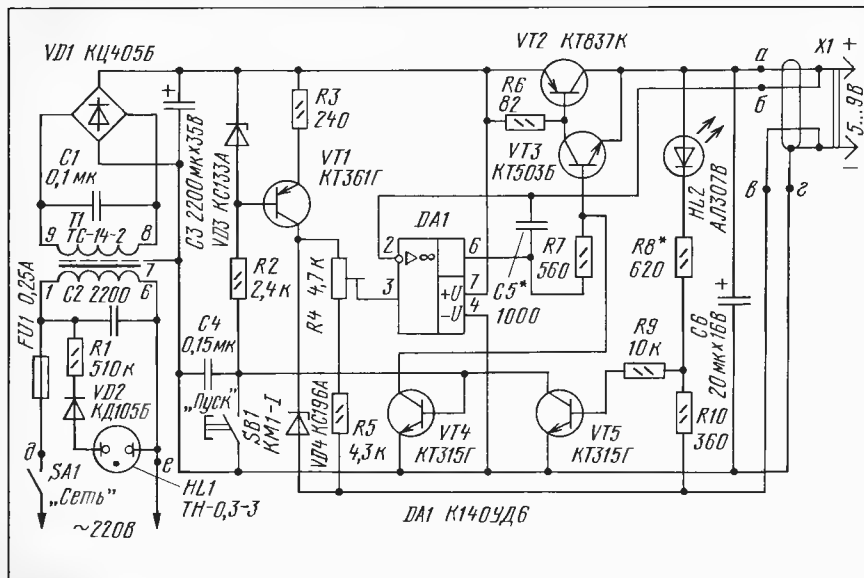 VD1 КЦ405Б
C1
0,1 мк
T1
ТС-14-2
9
8
1
7
6
C2 2200
FU1 0,25А
R1
510 к
VD2
КД105Б
д
е
SA1
„Сеть"
~220В
HL1
ТН-0,3-3
+
C3 2200 мк×35В
VD3 КС133А
R3
240
VT1
КТ361Г
R2
2,4 к
C4
0,15 мк
„Пуск"
SB1
КМ1-I
R4 4,7 к
VD4 КС196А
R5
4,3 к
DA1
2
3
▷∞
+U
-U
6
7
4
C5*
1000
VT2 КТ837К
R6
82
VT3
КТ503Б
R7
560
VT4
КТ315Г
VT5
КТ315Г
R9
10 к
HL2
АЛ307В
R8*
620
R10
360
+
C6
20 мк×16В
а
б
в
г
X1
+
5...9В
–
DA1 К140УД6